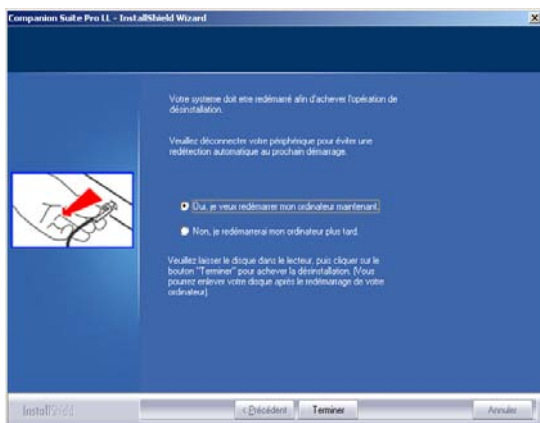 Companion Suite Pro LL - InstallShield Wizard
Votre systeme doit etre redémarré afin d'achever l'opération de
désinstallation.
Veuillez déconnecter votre périphérique pour éviter une
redétection automatique au prochain démarrage.
Oui, je veux redémarrer mon ordinateur maintenant.
Non, je redémarrerai mon ordinateur plus tard.
Veuillez laisser le disque dans le lecteur, puis cliquer sur le
bouton "Terminer" pour achever la désinstallation. (Vous
pourrez enlever votre disque après le redémarrage de votre
ordinateur).
InstallShield
< Précédent
Terminer
Annuler